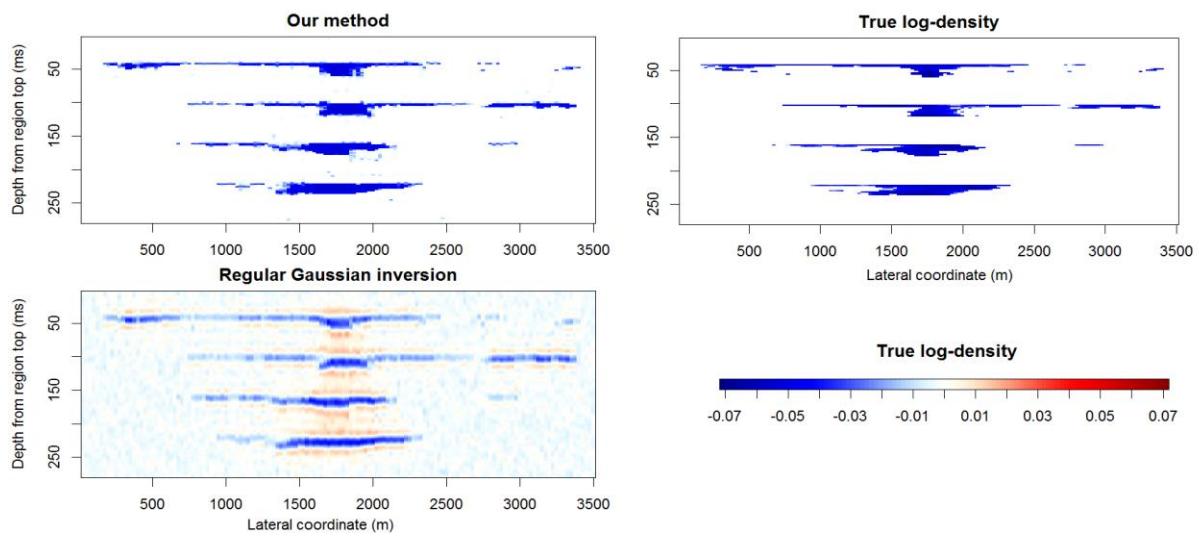 Our method
Depth from region top (ms)
50
150
250
500 1000 1500 2000 2500 3000 3500
True log-density
50
150
250
500 1000 1500 2000 2500 3000 3500
Lateral coordinate (m)
Regular Gaussian inversion
Depth from region top (ms)
50
150
250
500 1000 1500 2000 2500 3000 3500
Lateral coordinate (m)
True log-density
-0.07 -0.05 -0.03 -0.01 0.01 0.03 0.05 0.07